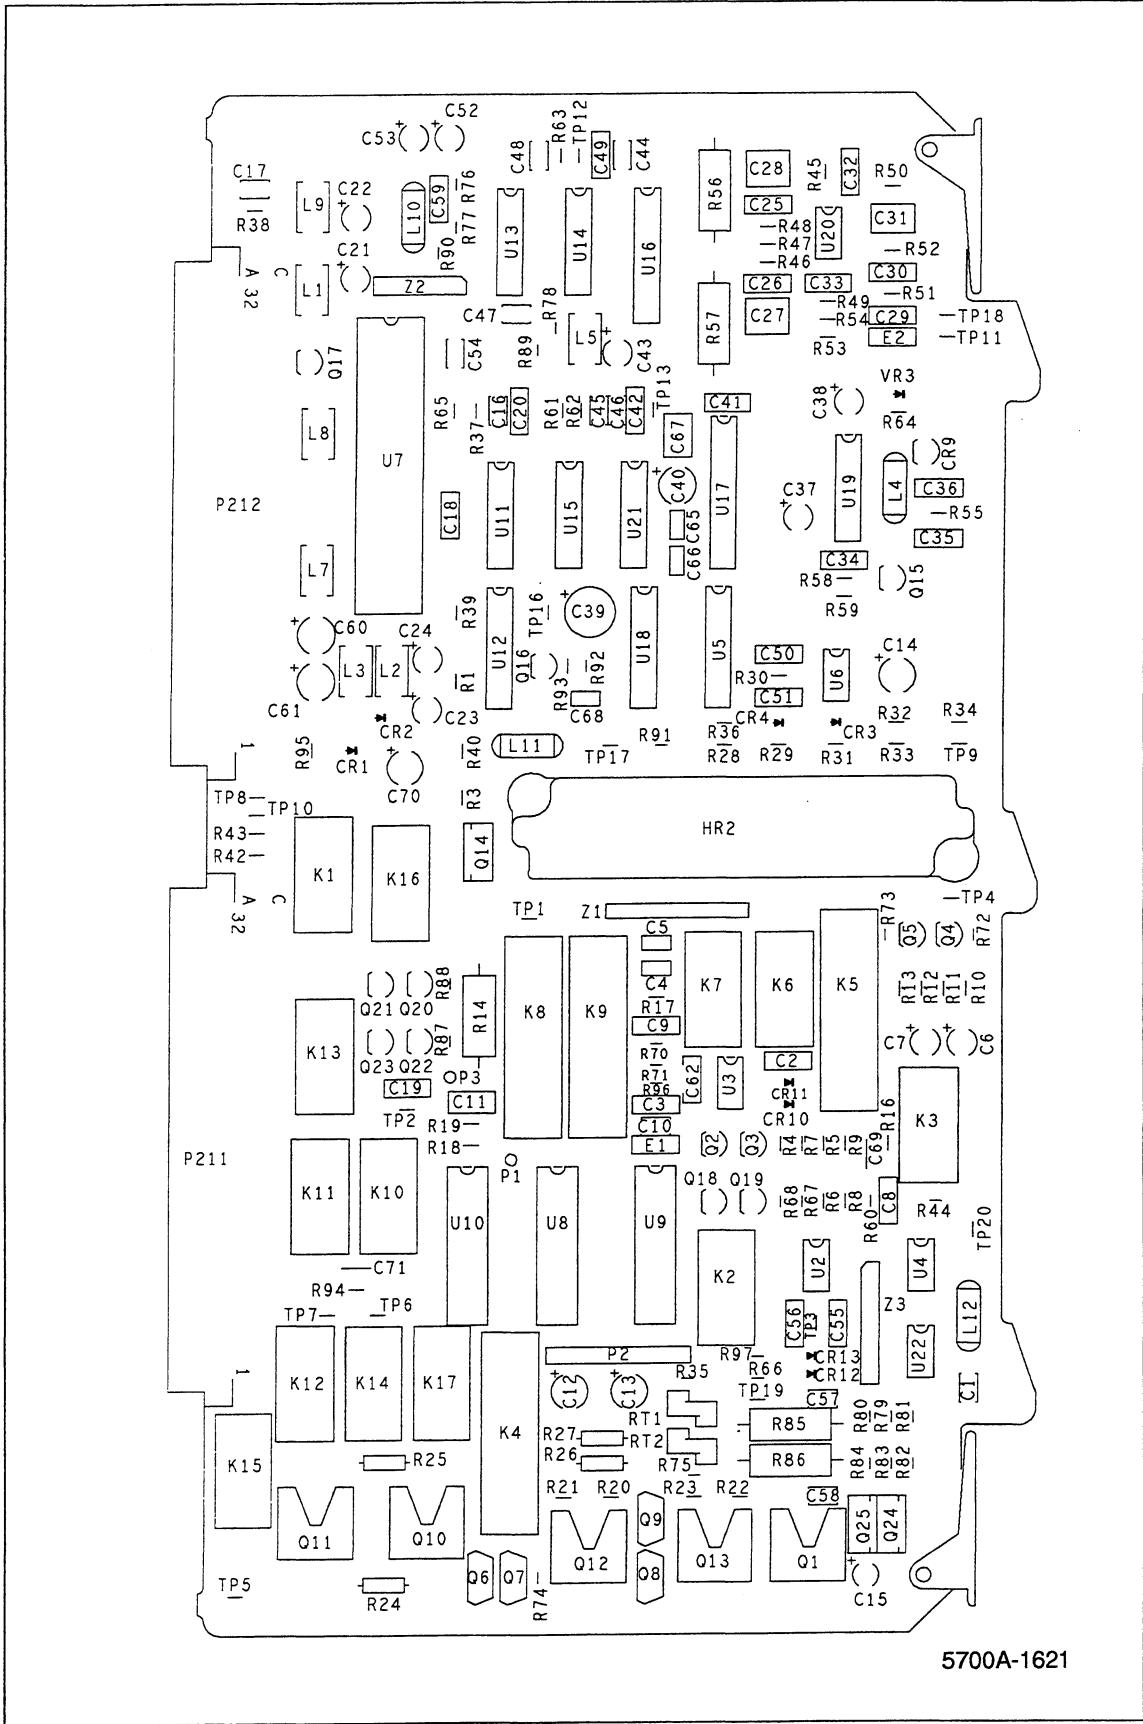 C52
C53 +
+
C48
R63
TP12
C49
C44
C17
R38
L9
C22
+
L10
C59
R76
R77
R90
U13
U14
U16
R56
C28
C25
R48
R47
R46
R45
U20
C32
R50
C31
R52
C30
R51
A 32
C
L1
C21
+
Z2
C47
R78
C26
C33
R49
R54
C27
C29
E2
R53
TP18
TP11
Q17
C54
R89
L5
+
C43
R57
VR3
C38
+
R64
L8
U7
R65
R37
C16
C20
R61
R62
C45
C46
C42
TP13
C41
C67
CR9
P212
C18
U11
U15
U21
+
C40
C65
C66
U17
C37
+
U19
L4
C36
R55
C35
L7
C34
R58
R59
Q15
C60
+
C61
+
L3
L2
C24
+
C23
+
R39
R1
U12
TP16
Q16
+
C39
R93
R92
C68
U18
U5
C50
R30
C51
U6
C14
+
CR2
R36
CR4
CR3
R32
R34
1
R95
CR1
+
C70
R40
L11
TP17
R91
R28
R29
R31
R33
TP9
R3
TP8
TP10
R43
R42
K1
K16
Q14
HR2
A 32
C
TP1
Z1
R73
TP4
C5
C4
R17
C9
R70
R71
R96
C3
C10
E1
K7
K6
K5
Q5
Q4
R72
R13
R12
R11
R10
Q21
Q20
R88
Q23
Q22
R87
K13
R14
K8
K9
C7
+
+
C6
C19
P3
C11
TP2
R19
R18
C62
U3
C2
CR11
CR10
R16
K3
P211
P1
Q2
Q3
R4
R7
R5
R9
C69
K11
K10
U10
U8
U9
Q18
Q19
R68
R67
R6
R8
R60
C8
R44
TP20
C71
R94
TP7
TP6
K2
U2
U4
Z3
C56
TP3
C55
L12
P2
R35
R97
R66
CR13
CR12
U22
1
K12
K14
K17
K4
+
C12
+
C13
TP19
C57
C1
RT1
RT2
R85
R80
R79
R81
K15
R25
R27
R26
R75
R86
R84
R83
R82
R21
R20
R23
R22
C58
Q11
Q10
Q12
Q9
Q13
Q1
Q25
Q24
TP5
R24
Q6
Q7
R74
Q8
+
C15
5700A-1621